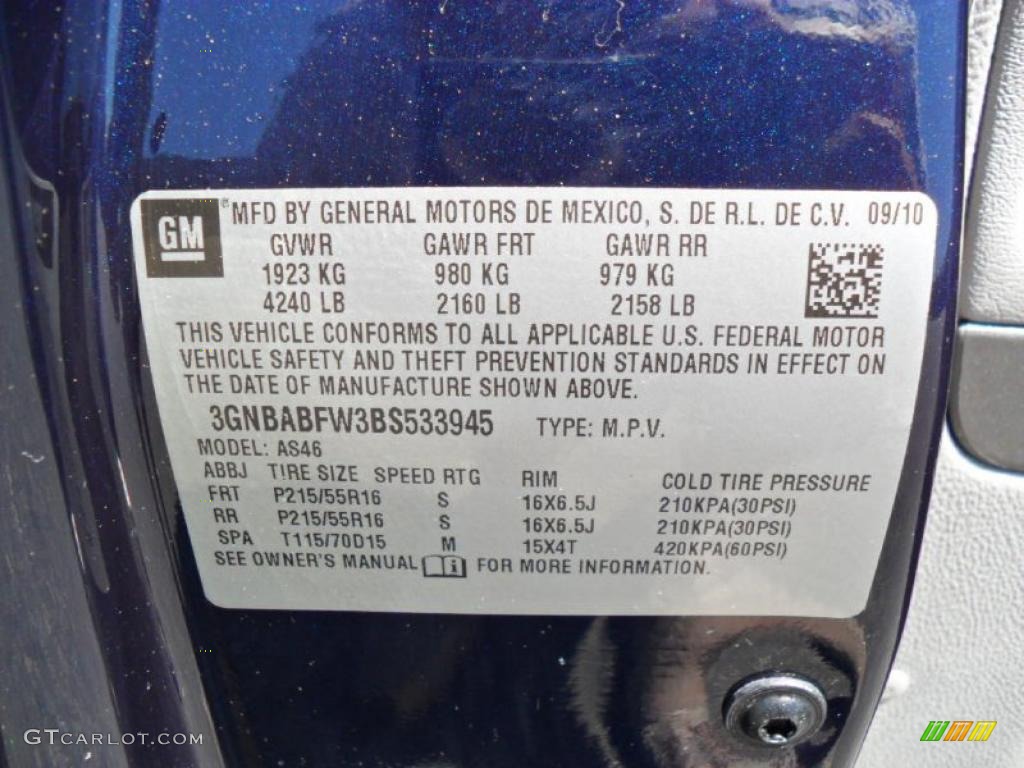 GM ® MFD BY GENERAL MOTORS DE MEXICO, S. DE R.L. DE C.V. 09/10
GVWR GAWR FRT GAWR RR
1923 KG 980 KG 979 KG
4240 LB 2160 LB 2158 LB
THIS VEHICLE CONFORMS TO ALL APPLICABLE U.S. FEDERAL MOTOR
VEHICLE SAFETY AND THEFT PREVENTION STANDARDS IN EFFECT ON
THE DATE OF MANUFACTURE SHOWN ABOVE.
3GNBABFW3BS533945 TYPE: M.P.V.
MODEL: AS46
ABBJ TIRE SIZE SPEED RTG RIM COLD TIRE PRESSURE
FRT P215/55R16 S 16X6.5J 210KPA(30PSI)
RR P215/55R16 S 16X6.5J 210KPA(30PSI)
SPA T115/70D15 M 15X4T 420KPA(60PSI)
SEE OWNER'S MANUAL i FOR MORE INFORMATION.
GTCarlot.com